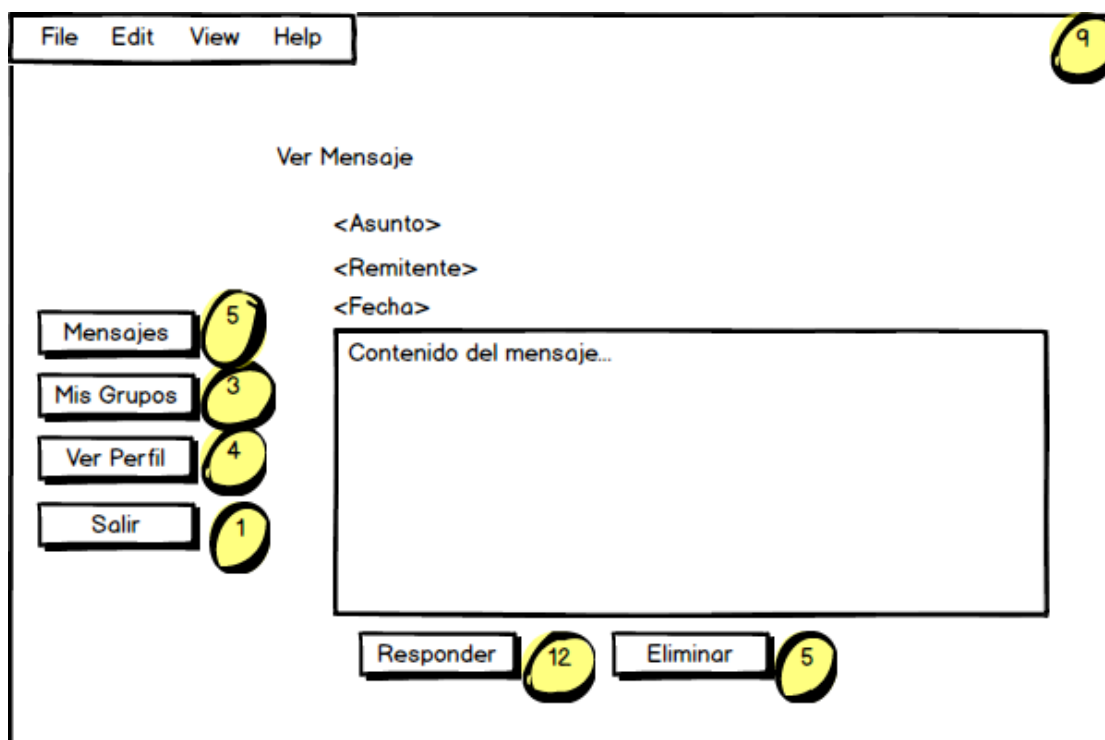 File Edit View Help
9
Ver Mensaje
<Asunto>
<Remitente>
<Fecha>
Mensajes 5
Contenido del mensaje...
Mis Grupos 3
Ver Perfil 4
Salir 1
Responder 12 Eliminar 5